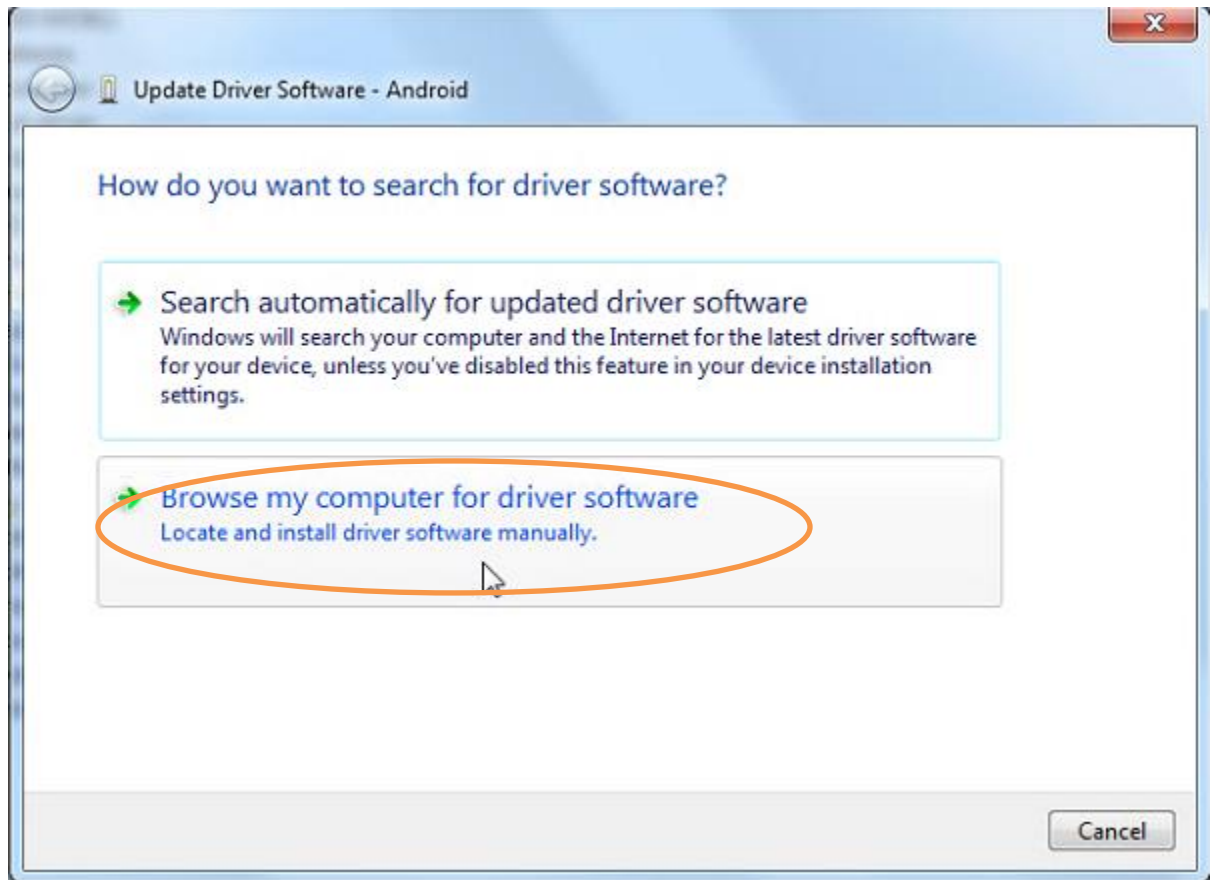 Update Driver Software - Android
How do you want to search for driver software?
Search automatically for updated driver software
Windows will search your computer and the Internet for the latest driver software
for your device, unless you've disabled this feature in your device installation
settings.
Browse my computer for driver software
Locate and install driver software manually.
Cancel